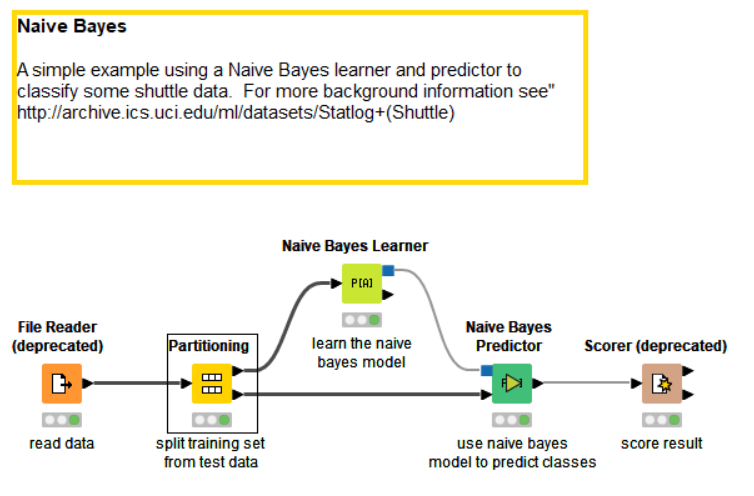 Naive Bayes
A simple example using a Naive Bayes learner and predictor to
classify some shuttle data.  For more background information see"
http://archive.ics.uci.edu/ml/datasets/Statlog+(Shuttle)
Naive Bayes Learner
P[A]
learn the naive
bayes model
File Reader
(deprecated)
read data
Partitioning
split training set
from test data
Naive Bayes
Predictor
use naive bayes
model to predict classes
Scorer (deprecated)
score result